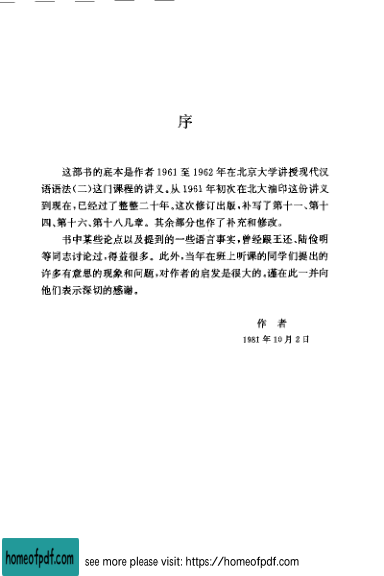 序
这部书的底本是作者1961至1962年在北京大学讲授现代汉
语语法(二)这门课程的讲义。从1961年初次在北大油印这份讲义
到现在,已经过了整整二十年。这次修订出版,补写了第十一、第十
四、第十六、第十八几章。其余部分也作了补充和修改。
书中某些论点以及提到的一些语言事实,曾经跟王还、陆俭明
等同志讨论过,得益很多。此外,当年在班上听课的同学们提出的
许多有意思的现象和问题,对作者的启发是很大的。谨在此一并向
他们表示深切的感谢。
作者
1981年10月2日
homeofpdf.com see more please visit: https://homeofpdf.com